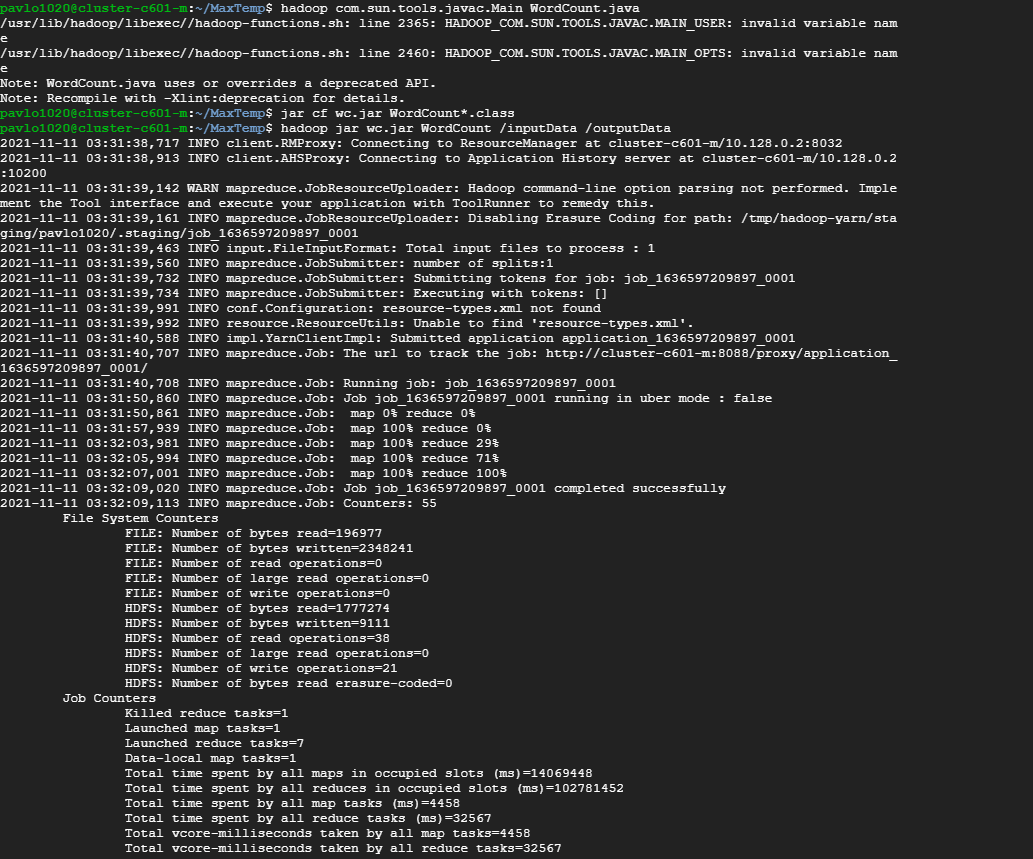 pavlo1020@cluster-c601-m:~/MaxTemp$ hadoop com.sun.tools.javac.Main WordCount.java
/usr/lib/hadoop/libexec//hadoop-functions.sh: line 2365: HADOOP_COM.SUN.TOOLS.JAVAC.MAIN_USER: invalid variable nam
e
/usr/lib/hadoop/libexec//hadoop-functions.sh: line 2460: HADOOP_COM.SUN.TOOLS.JAVAC.MAIN_OPTS: invalid variable nam
e
Note: WordCount.java uses or overrides a deprecated API.
Note: Recompile with -Xlint:deprecation for details.
pavlo1020@cluster-c601-m:~/MaxTemp$ jar cf wc.jar WordCount*.class
pavlo1020@cluster-c601-m:~/MaxTemp$ hadoop jar wc.jar WordCount /inputData /outputData
2021-11-11 03:31:38,717 INFO client.RMProxy: Connecting to ResourceManager at cluster-c601-m/10.128.0.2:8032
2021-11-11 03:31:38,913 INFO client.AHSProxy: Connecting to Application History server at cluster-c601-m/10.128.0.2
:10200
2021-11-11 03:31:39,142 WARN mapreduce.JobResourceUploader: Hadoop command-line option parsing not performed. Imple
ment the Tool interface and execute your application with ToolRunner to remedy this.
2021-11-11 03:31:39,161 INFO mapreduce.JobResourceUploader: Disabling Erasure Coding for path: /tmp/hadoop-yarn/sta
ging/pavlo1020/.staging/job_1636597209897_0001
2021-11-11 03:31:39,463 INFO input.FileInputFormat: Total input files to process : 1
2021-11-11 03:31:39,560 INFO mapreduce.JobSubmitter: number of splits:1
2021-11-11 03:31:39,732 INFO mapreduce.JobSubmitter: Submitting tokens for job: job_1636597209897_0001
2021-11-11 03:31:39,734 INFO mapreduce.JobSubmitter: Executing with tokens: []
2021-11-11 03:31:39,991 INFO conf.Configuration: resource-types.xml not found
2021-11-11 03:31:39,992 INFO resource.ResourceUtils: Unable to find 'resource-types.xml'.
2021-11-11 03:31:40,588 INFO impl.YarnClientImpl: Submitted application application_1636597209897_0001
2021-11-11 03:31:40,707 INFO mapreduce.Job: The url to track the job: http://cluster-c601-m:8088/proxy/application_
1636597209897_0001/
2021-11-11 03:31:40,708 INFO mapreduce.Job: Running job: job_1636597209897_0001
2021-11-11 03:31:50,860 INFO mapreduce.Job: Job job_1636597209897_0001 running in uber mode : false
2021-11-11 03:31:50,861 INFO mapreduce.Job:  map 0% reduce 0%
2021-11-11 03:31:57,939 INFO mapreduce.Job:  map 100% reduce 0%
2021-11-11 03:32:03,981 INFO mapreduce.Job:  map 100% reduce 29%
2021-11-11 03:32:05,994 INFO mapreduce.Job:  map 100% reduce 71%
2021-11-11 03:32:07,001 INFO mapreduce.Job:  map 100% reduce 100%
2021-11-11 03:32:09,020 INFO mapreduce.Job: Job job_1636597209897_0001 completed successfully
2021-11-11 03:32:09,113 INFO mapreduce.Job: Counters: 55
File System Counters
FILE: Number of bytes read=196977
FILE: Number of bytes written=2348241
FILE: Number of read operations=0
FILE: Number of large read operations=0
FILE: Number of write operations=0
HDFS: Number of bytes read=1777274
HDFS: Number of bytes written=9111
HDFS: Number of read operations=38
HDFS: Number of large read operations=0
HDFS: Number of write operations=21
HDFS: Number of bytes read erasure-coded=0
Job Counters
Killed reduce tasks=1
Launched map tasks=1
Launched reduce tasks=7
Data-local map tasks=1
Total time spent by all maps in occupied slots (ms)=14069448
Total time spent by all reduces in occupied slots (ms)=102781452
Total time spent by all map tasks (ms)=4458
Total time spent by all reduce tasks (ms)=32567
Total vcore-milliseconds taken by all map tasks=4458
Total vcore-milliseconds taken by all reduce tasks=32567